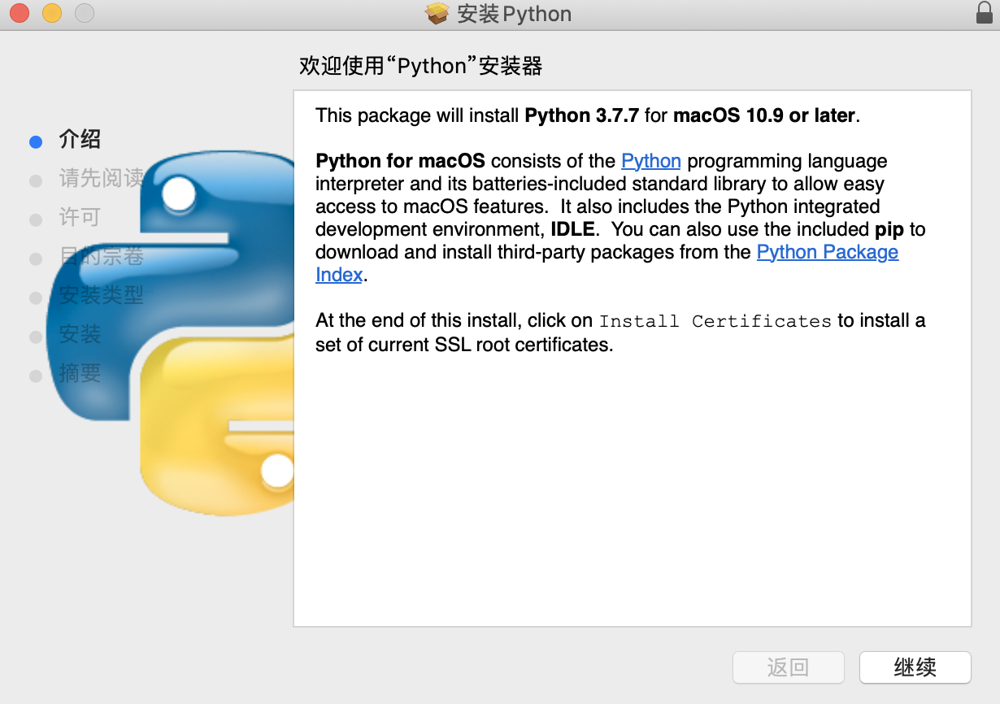 安装Python
欢迎使用“Python”安装器
介绍
请先阅读
许可
目的宗卷
安装类型
安装
摘要
This package will install Python 3.7.7 for macOS 10.9 or later.
Python for macOS consists of the Python programming language
interpreter and its batteries-included standard library to allow easy
access to macOS features.  It also includes the Python integrated
development environment, IDLE.  You can also use the included pip to
download and install third-party packages from the Python Package
Index.
At the end of this install, click on Install Certificates to install a
set of current SSL root certificates.
返回
继续